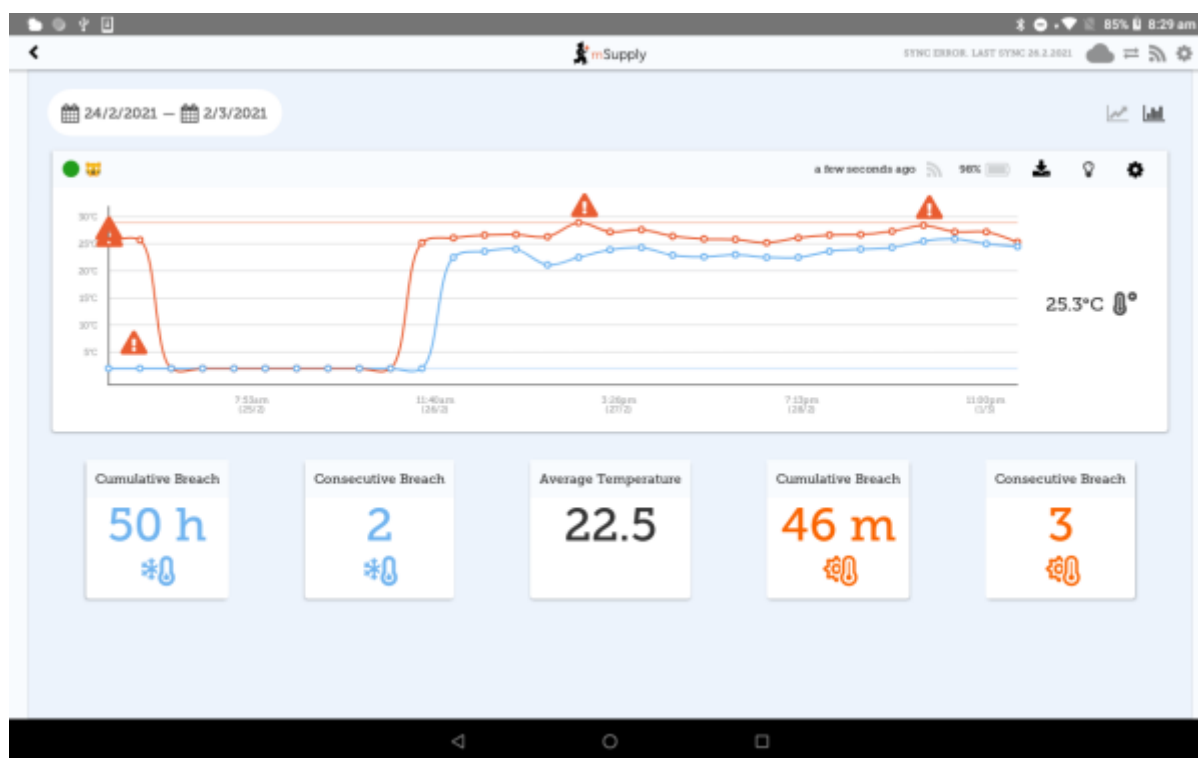 85% 8:29 am
mSupply
SYNC ERROR. LAST SYNC 26.2.2021
24/2/2021 — 2/3/2021
a few seconds ago 98%
30°C
25°C
20°C
15°C
10°C
5°C
25.3°C
7:53am
(25/2)
11:40am
(26/2)
3:26pm
(27/2)
7:13pm
(28/2)
11:00pm
(1/3)
Cumulative Breach
50 h
Consecutive Breach
2
Average Temperature
22.5
Cumulative Breach
46 m
Consecutive Breach
3